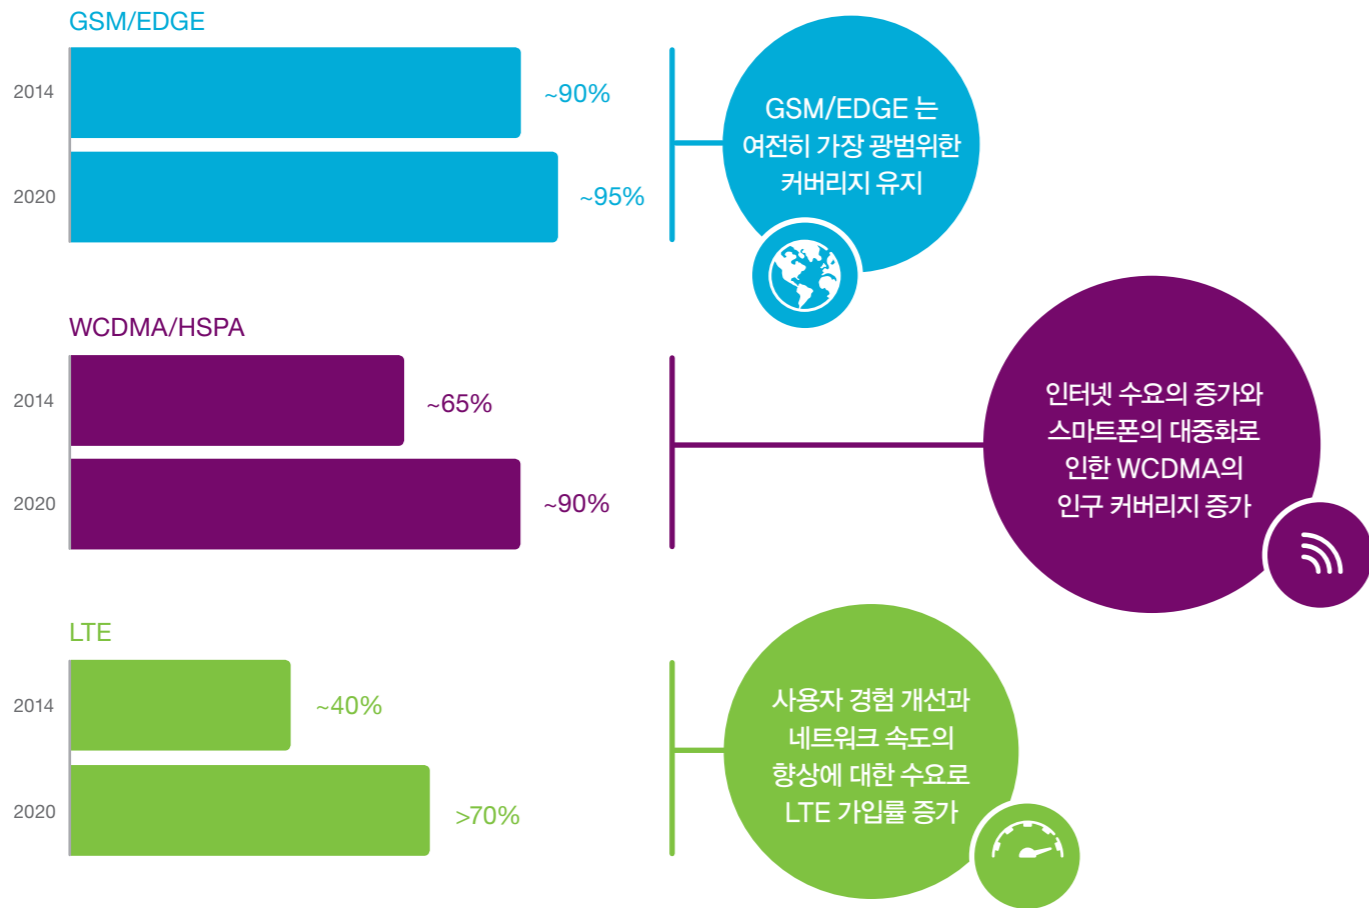 GSM/EDGE
2014
~90%
2020
~95%
GSM/EDGE 는
여전히 가장 광범위한
커버리지 유지
WCDMA/HSPA
2014
~65%
2020
~90%
인터넷 수요의 증가와
스마트폰의 대중화로
인한 WCDMA의
인구 커버리지 증가
LTE
2014
~40%
2020
>70%
사용자 경험 개선과
네트워크 속도의
향상에 대한 수요로
LTE 가입률 증가